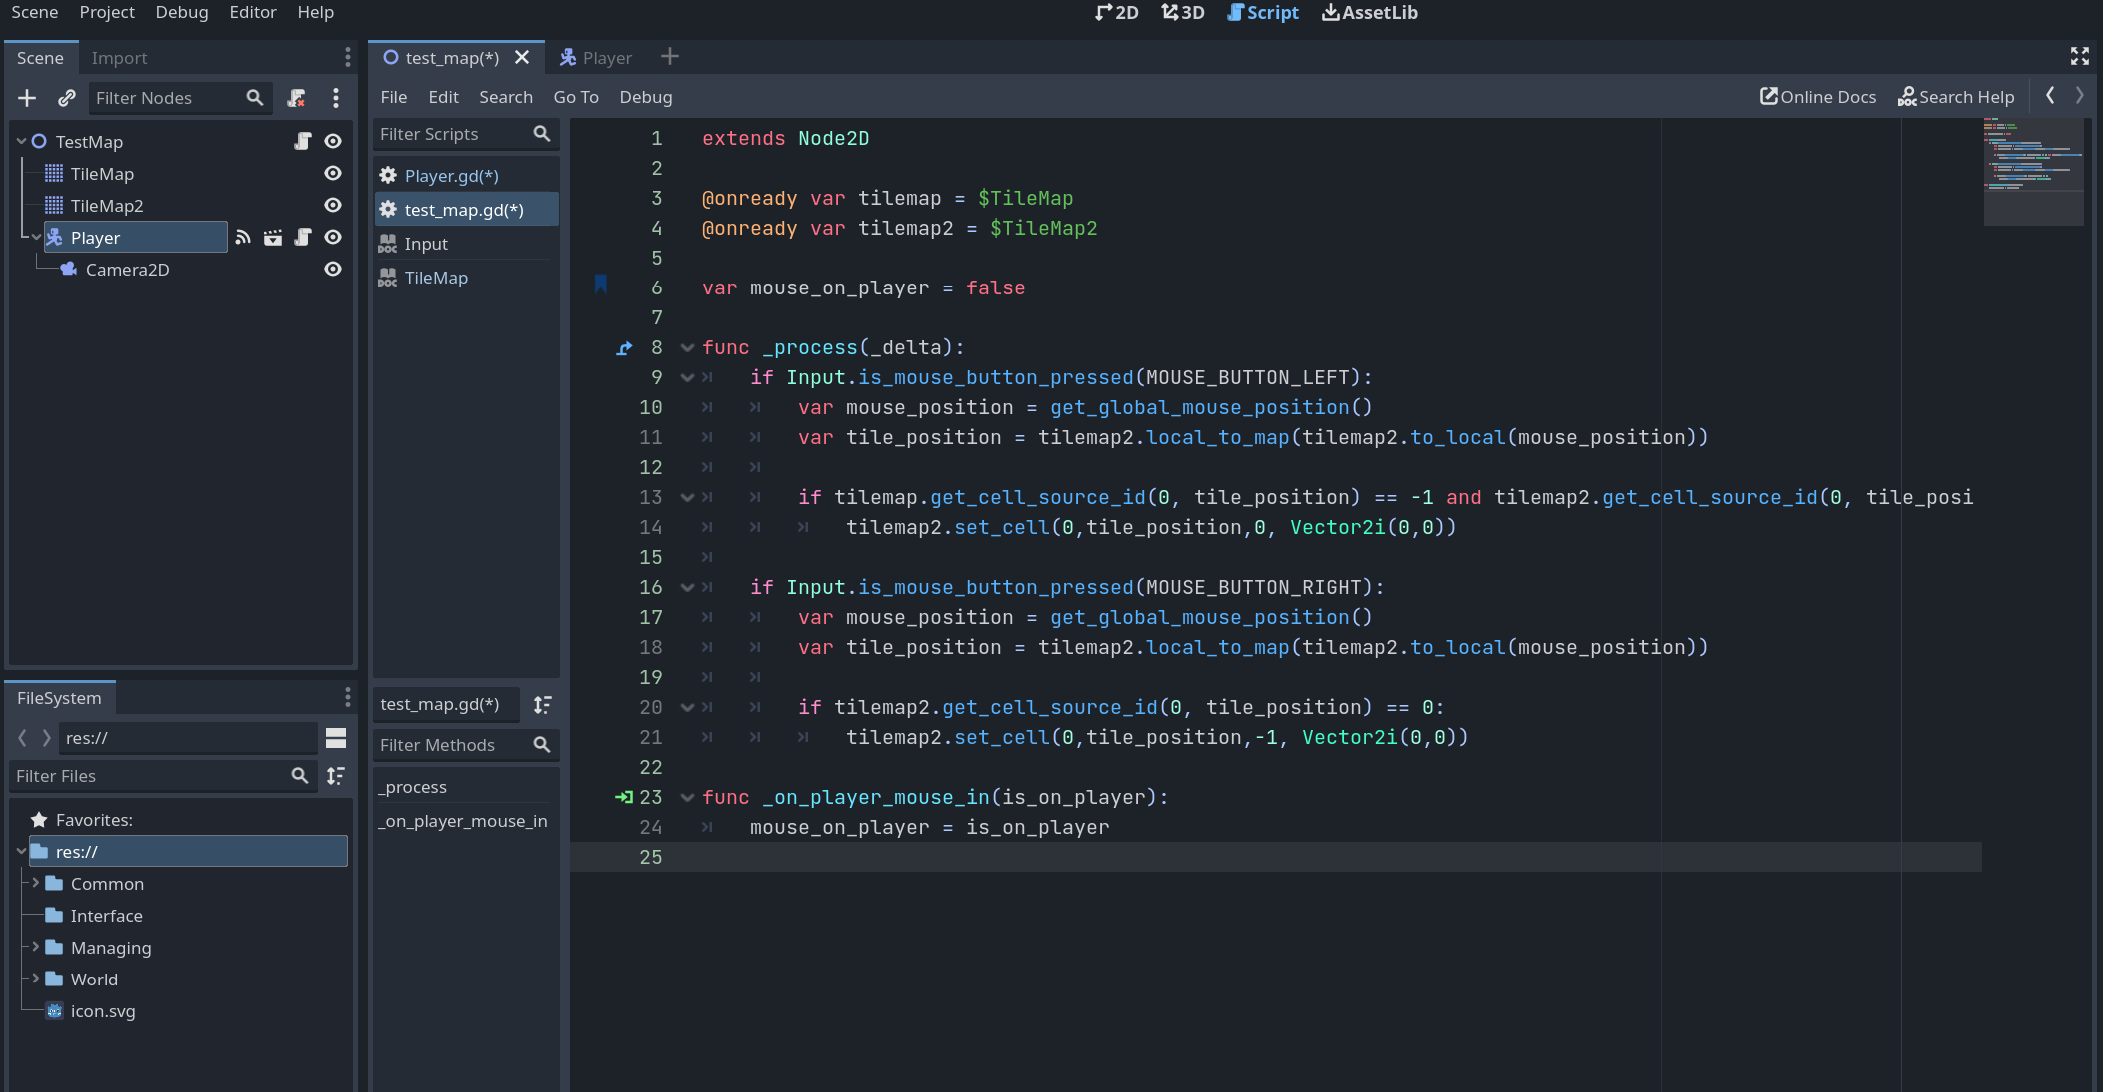 Scene Project Debug Editor Help
2D 3D Script AssetLib
Scene Import
Filter Nodes
TestMap
TileMap
TileMap2
Player
Camera2D
FileSystem
res://
Filter Files
Favorites:
res://
Common
Interface
Managing
World
icon.svg
test_map(*) Player
File Edit Search Go To Debug
Online Docs Search Help
Filter Scripts
Player.gd(*)
test_map.gd(*)
DOC Input
DOC TileMap
test_map.gd(*)
Filter Methods
_process
_on_player_mouse_in
1 extends Node2D
2
3 @onready var tilemap = $TileMap
4 @onready var tilemap2 = $TileMap2
5
6 var mouse_on_player = false
7
8 func _process(_delta):
9 if Input.is_mouse_button_pressed(MOUSE_BUTTON_LEFT):
10 var mouse_position = get_global_mouse_position()
11 var tile_position = tilemap2.local_to_map(tilemap2.to_local(mouse_position))
12
13 if tilemap.get_cell_source_id(0, tile_position) == -1 and tilemap2.get_cell_source_id(0, tile_posi
14 tilemap2.set_cell(0,tile_position,0, Vector2i(0,0))
15
16 if Input.is_mouse_button_pressed(MOUSE_BUTTON_RIGHT):
17 var mouse_position = get_global_mouse_position()
18 var tile_position = tilemap2.local_to_map(tilemap2.to_local(mouse_position))
19
20 if tilemap2.get_cell_source_id(0, tile_position) == 0:
21 tilemap2.set_cell(0,tile_position,-1, Vector2i(0,0))
22
23 func _on_player_mouse_in(is_on_player):
24 mouse_on_player = is_on_player
25